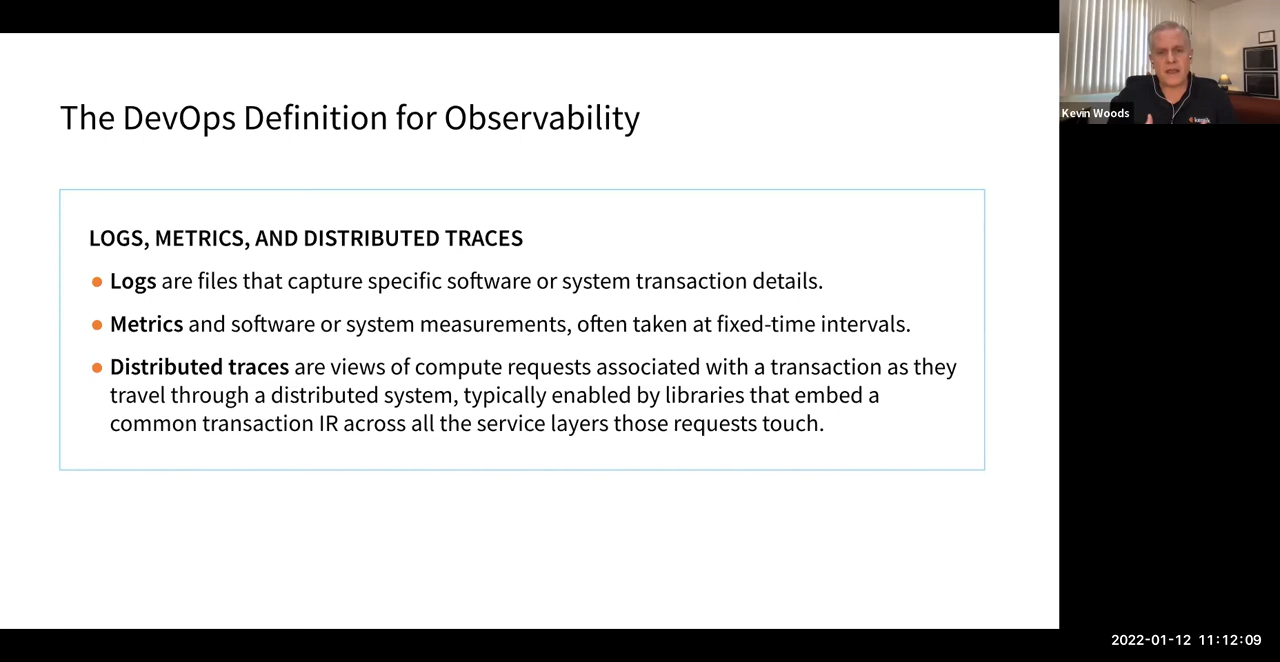 The DevOps Definition for Observability
LOGS, METRICS, AND DISTRIBUTED TRACES
● Logs are files that capture specific software or system transaction details.
● Metrics and software or system measurements, often taken at fixed-time intervals.
● Distributed traces are views of compute requests associated with a transaction as they
travel through a distributed system, typically enabled by libraries that embed a
common transaction IR across all the service layers those requests touch.
Kevin Woods
2022-01-12 11:12:09